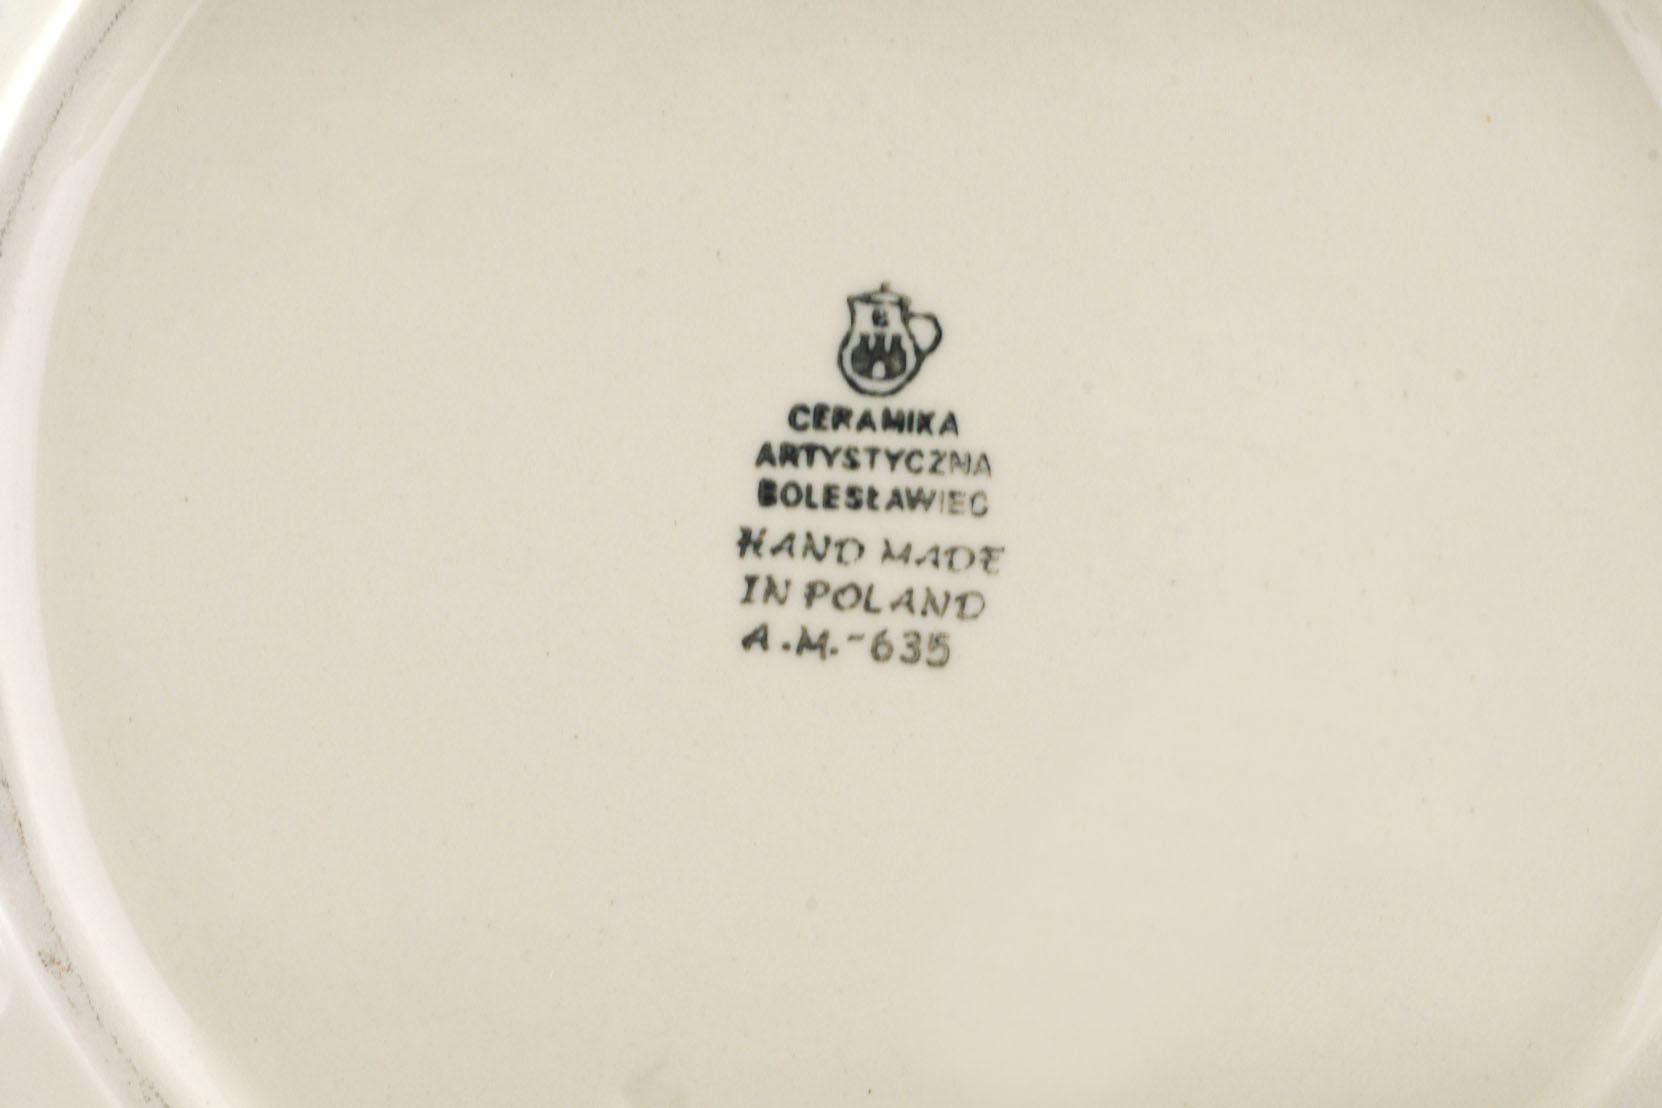 CERAMIKA
ARTYSTYCZNA
BOLESŁAWIEC
HAND MADE
IN POLAND
A.M.-635